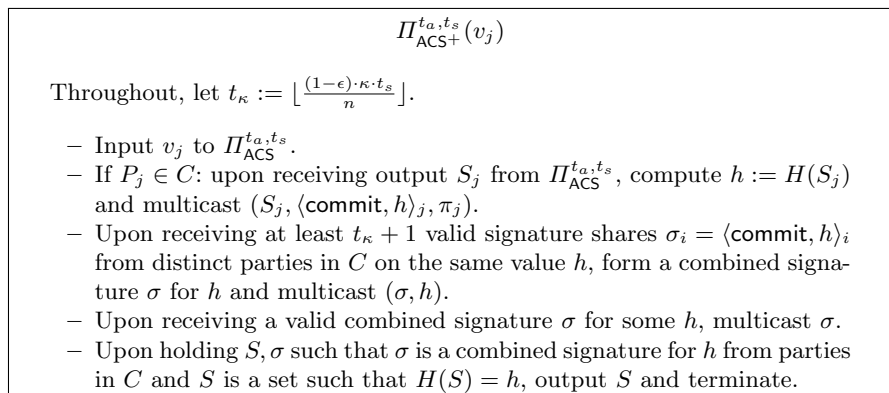 Π^{t_a,t_s}_{ACS+}(v_j)
Throughout, let t_κ := ⌊\frac{(1−ϵ)·κ·t_s}{n}⌋.
– Input v_j to Π^{t_a,t_s}_{ACS}.
– If P_j ∈ C: upon receiving output S_j from Π^{t_a,t_s}_{ACS}, compute h := H(S_j)
and multicast (S_j, ⟨commit, h⟩_j, π_j).
– Upon receiving at least t_κ + 1 valid signature shares σ_i = ⟨commit, h⟩_i
from distinct parties in C on the same value h, form a combined signa-
ture σ for h and multicast (σ, h).
– Upon receiving a valid combined signature σ for some h, multicast σ.
– Upon holding S, σ such that σ is a combined signature for h from parties
in C and S is a set such that H(S) = h, output S and terminate.